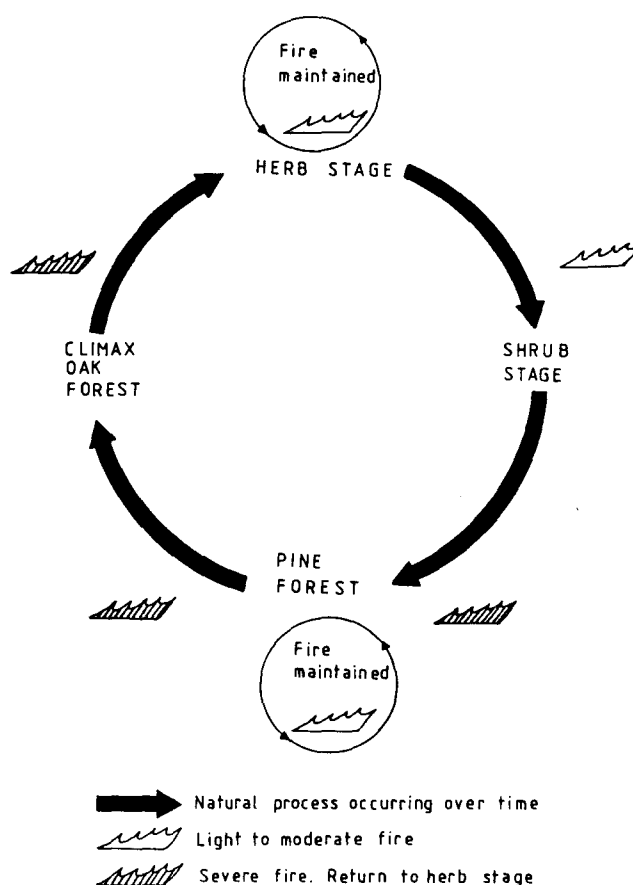 Fire
maintained
HERB STAGE
SHRUB
STAGE
CLIMAX
OAK
FOREST
PINE
FOREST
Fire
maintained
Natural process occurring over time
Light to moderate fire
Severe fire. Return to herb stage